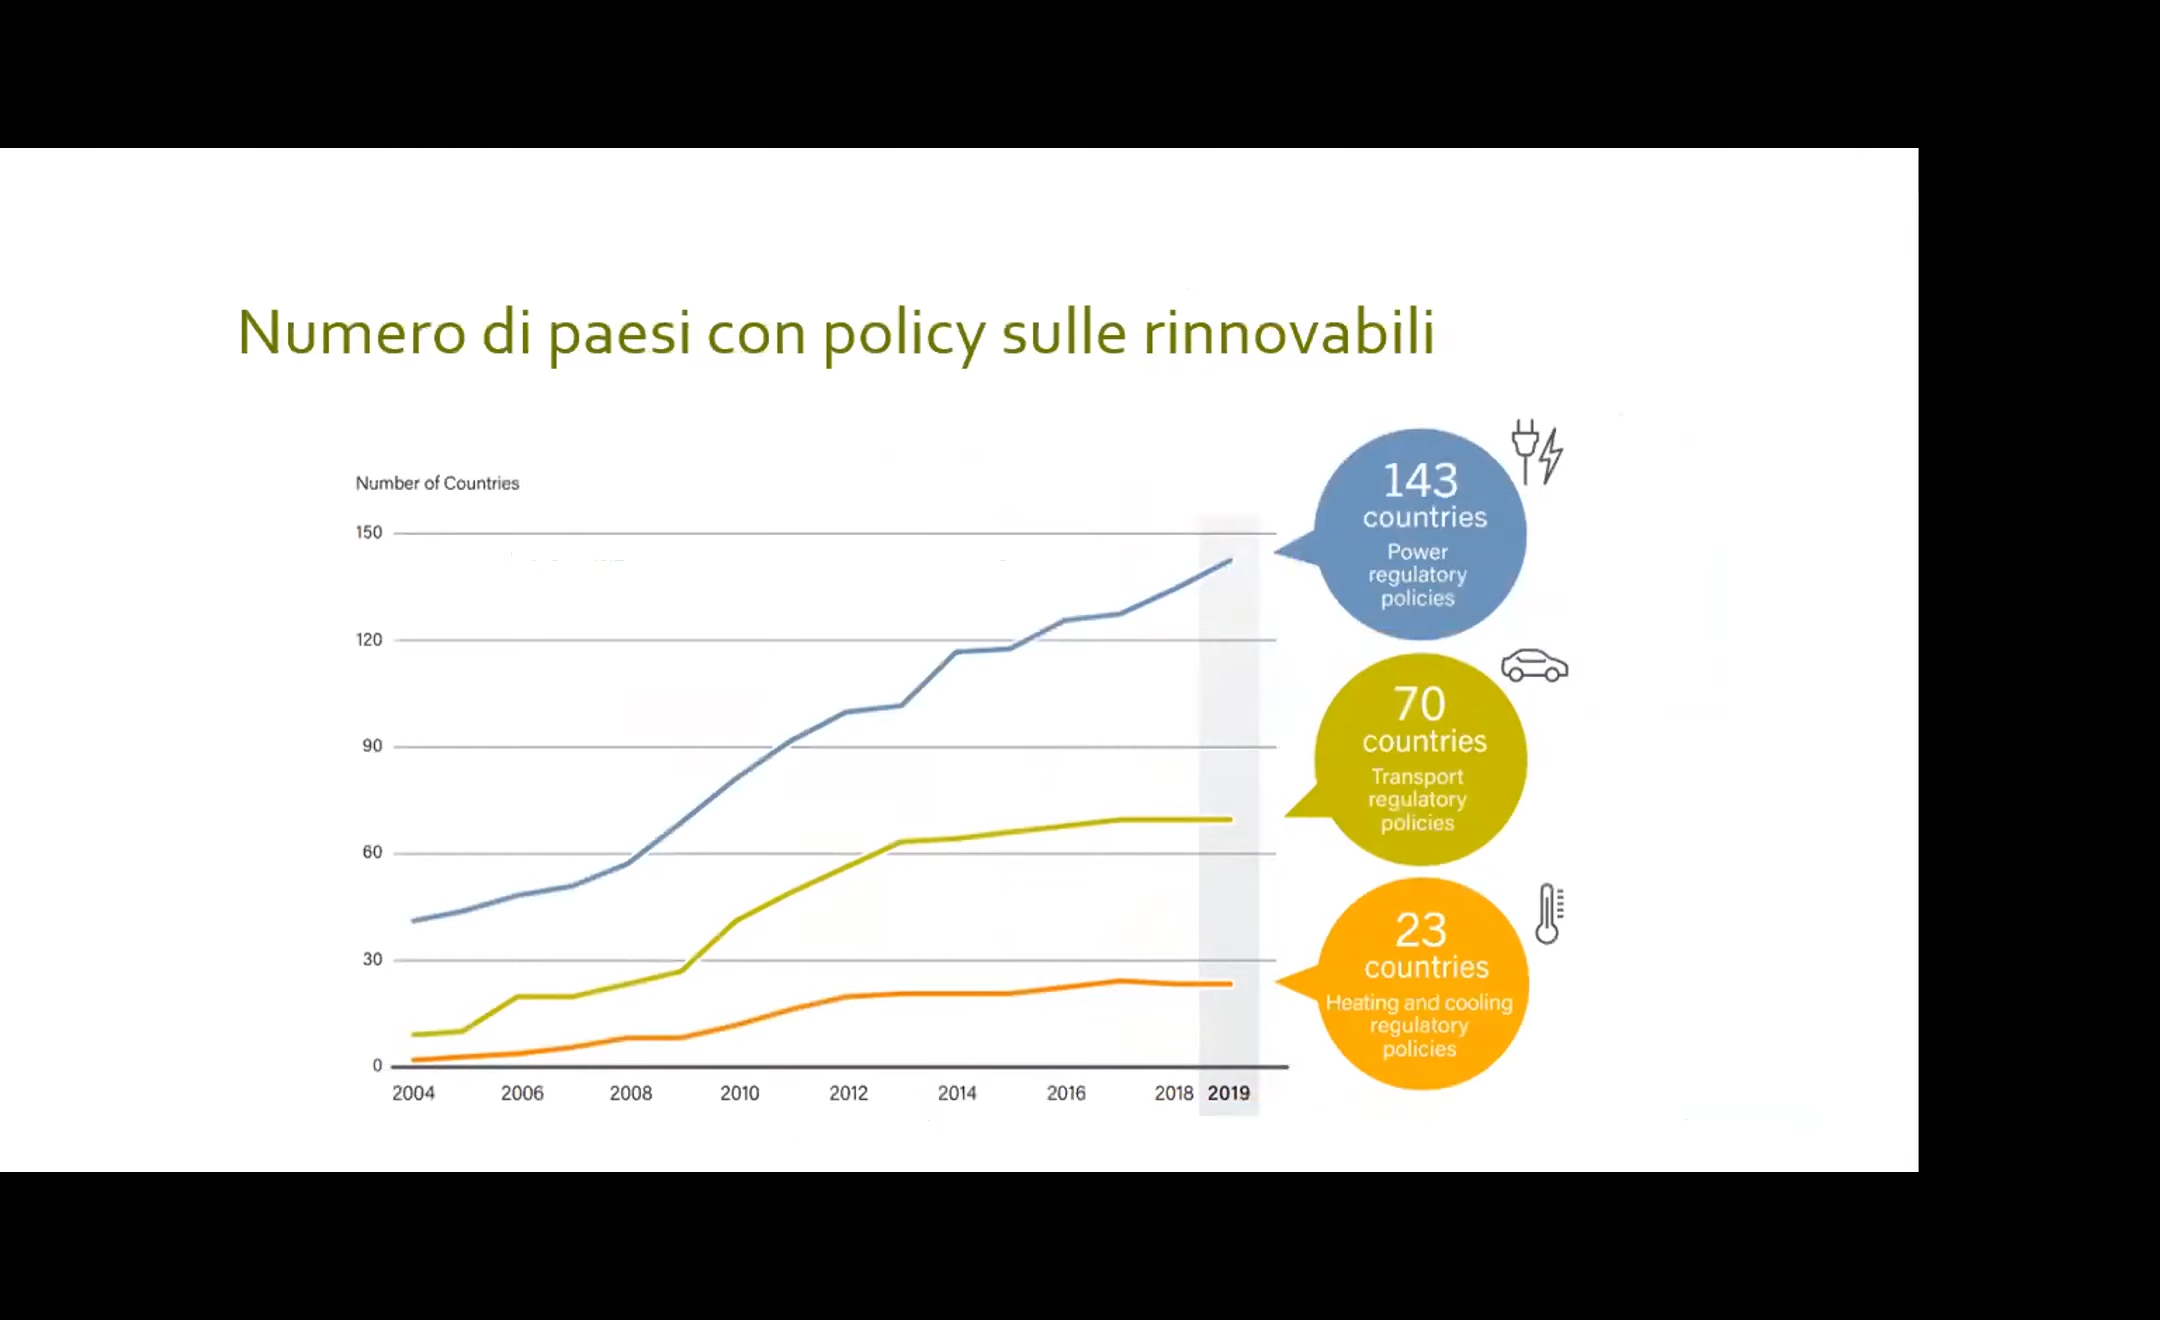 Numero di paesi con policy sulle rinnovabili
Number of Countries
150
120
90
60
30
0
2004 2006 2008 2010 2012 2014 2016 2018 2019
143
countries
Power
regulatory
policies
70
countries
Transport
regulatory
policies
23
countries
Heating and cooling
regulatory
policies